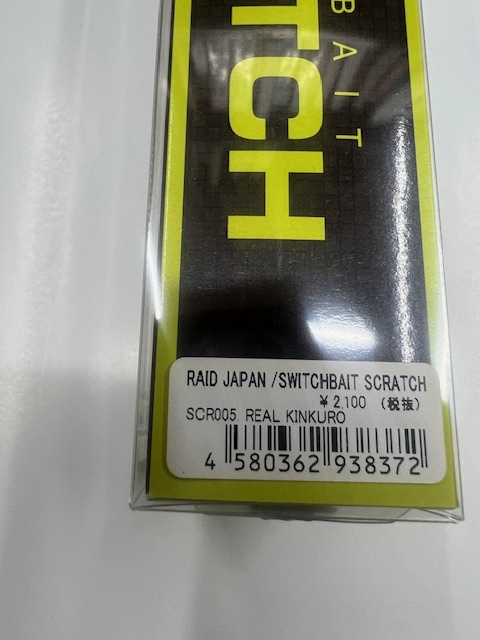 BAIT
TCH
RAID JAPAN /SWITCHBAIT SCRATCH
¥2,100 (税抜)
SCR005. REAL KINKURO
4 580362 938372